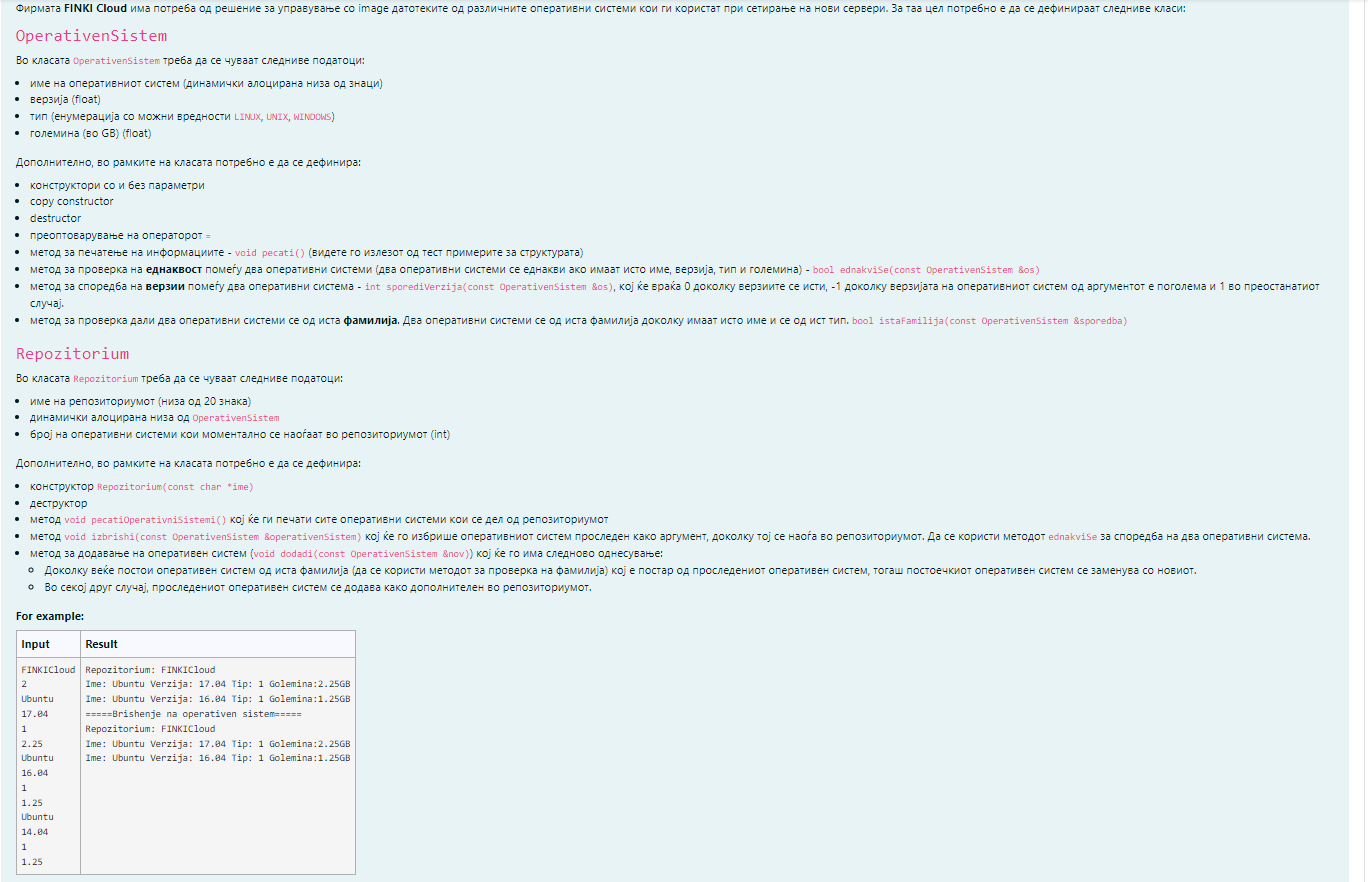 Фирмата FINKI Cloud има потреба од решение за управување со image датотеките од различните оперативни системи кои ги користат при сетирање на нови сервери. За таа цел потребно е да се дефинираат следниве класи:
OperativenSistem
Во класата OperativenSistem треба да се чуваат следниве податоци:
• име на оперативниот систем (динамички алоцирана низа од знаци)
• верзија (float)
• тип (енумерација со можни вредности LINUX, UNIX, WINDOWS)
• големина (во GB) (float)
Дополнително, во рамките на класата потребно е да се дефинира:
• конструктори со и без параметри
• copy constructor
• destructor
• преоптоварување на операторот =
• метод за печатење на информациите - void pecati() (видете го излезот од тест примерите за структурата)
• метод за проверка на еднаквост помеѓу два оперативни системи (два оперативни системи се еднакви ако имаат исто име, верзија, тип и големина) - bool ednakviSe(const OperativenSistem &os)
• метод за споредба на верзии помеѓу два оперативни система - int sporediVerzija(const OperativenSistem &os), кој ќе враќа 0 доколку верзиите се исти, -1 доколку верзијата на оперативниот систем од аргументот е поголема и 1 во преостанатиот
случај.
• метод за проверка дали два оперативни системи се од иста фамилија. Два оперативни системи се од иста фамилија доколку имаат исто име и се од ист тип. bool istaFamilija(const OperativenSistem &sporedba)
Repozitorium
Во класата Repozitorium треба да се чуваат следниве податоци:
• име на репозиториумот (низа од 20 знака)
• динамички алоцирана низа од OperativenSistem
• број на оперативни системи кои моментално се наоѓаат во репозиториумот (int)
Дополнително, во рамките на класата потребно е да се дефинира:
• конструктор Repozitorium(const char *ime)
• деструктор
• метод void pecatiOperativniSistemi() кој ќе ги печати сите оперативни системи кои се дел од репозиториумот
• метод void izbrishi(const OperativenSistem &operativenSistem) кој ќе го избрише оперативниот систем проследен како аргумент, доколку тој се наоѓа во репозиториумот. Да се користи методот ednakviSe за споредба на два оперативни система.
• метод за додавање на оперативен систем (void dodadi(const OperativenSistem &nov)) кој ќе го има следново однесување:
◦ Доколку веќе постои оперативен систем од иста фамилија (да се користи методот за проверка на фамилија) кој е постар од проследениот оперативен систем, тогаш постоечкиот оперативен систем се заменува со новиот.
◦ Во секој друг случај, проследениот оперативен систем се додава како дополнителен во репозиториумот.
For example:
Input Result
FINKICloud Repozitorium: FINKICloud
2 Ime: Ubuntu Verzija: 17.04 Tip: 1 Golemina:2.25GB
Ubuntu Ime: Ubuntu Verzija: 16.04 Tip: 1 Golemina:1.25GB
17.04 =====Brishenje na operativen sistem=====
1 Repozitorium: FINKICloud
2.25 Ime: Ubuntu Verzija: 17.04 Tip: 1 Golemina:2.25GB
Ubuntu Ime: Ubuntu Verzija: 16.04 Tip: 1 Golemina:1.25GB
16.04
1
1.25
Ubuntu
14.04
1
1.25